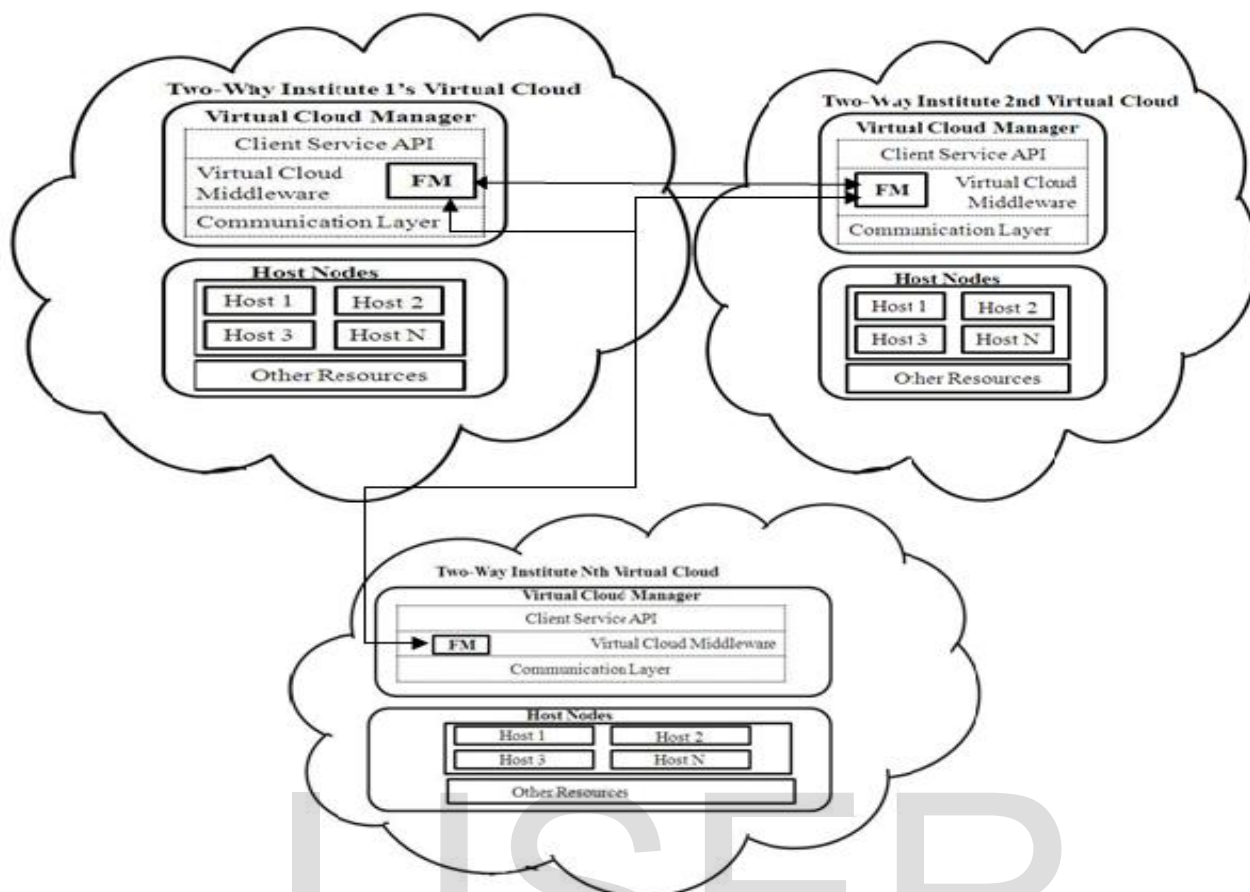 Two-Way Institute 1's Virtual Cloud
Virtual Cloud Manager
Client Service API
Virtual Cloud
Middleware
FM
Communication Layer
Host Nodes
Host 1
Host 2
Host 3
Host N
Other Resources
Two-Way Institute 2nd Virtual Cloud
Virtual Cloud Manager
Client Service API
FM
Virtual Cloud
Middleware
Communication Layer
Host Nodes
Host 1
Host 2
Host 3
Host N
Other Resources
Two-Way Institute Nth Virtual Cloud
Virtual Cloud Manager
Client Service API
FM
Virtual Cloud Middleware
Communication Layer
Host Nodes
Host 1
Host 2
Host 3
Host N
Other Resources